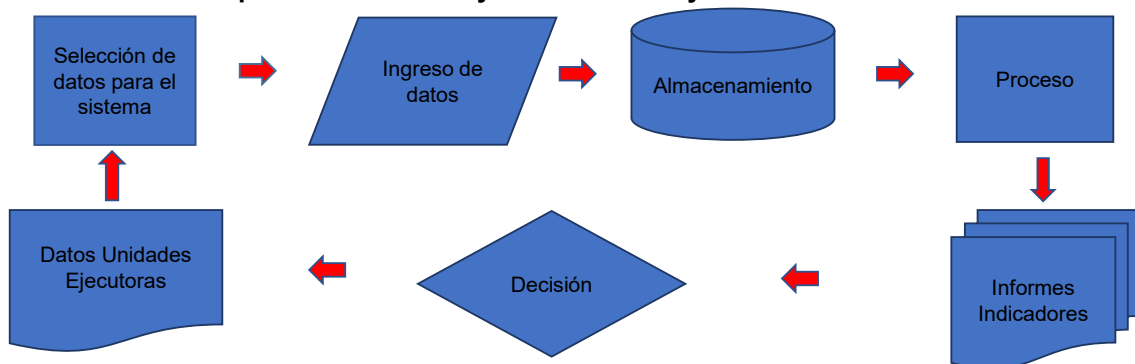 Selección de
datos para el
sistema
Ingreso de
datos
Almacenamiento
Proceso
Datos Unidades
Ejecutoras
Decisión
Informes
Indicadores